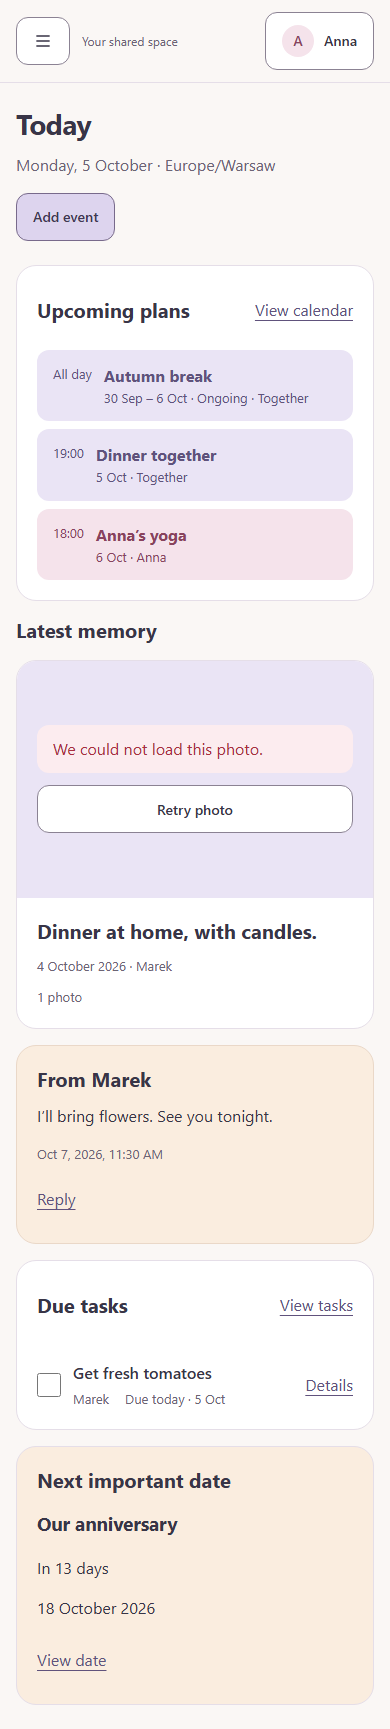 Your shared space
A
Anna
Today
Monday, 5 October · Europe/Warsaw
Add event
Upcoming plans
View calendar
All day
Autumn break
30 Sep – 6 Oct · Ongoing · Together
19:00
Dinner together
5 Oct · Together
18:00
Anna’s yoga
6 Oct · Anna
Latest memory
We could not load this photo.
Retry photo
Dinner at home, with candles.
4 October 2026 · Marek
1 photo
From Marek
I’ll bring flowers. See you tonight.
Oct 7, 2026, 11:30 AM
Reply
Due tasks
View tasks
Get fresh tomatoes
Marek Due today · 5 Oct
Details
Next important date
Our anniversary
In 13 days
18 October 2026
View date